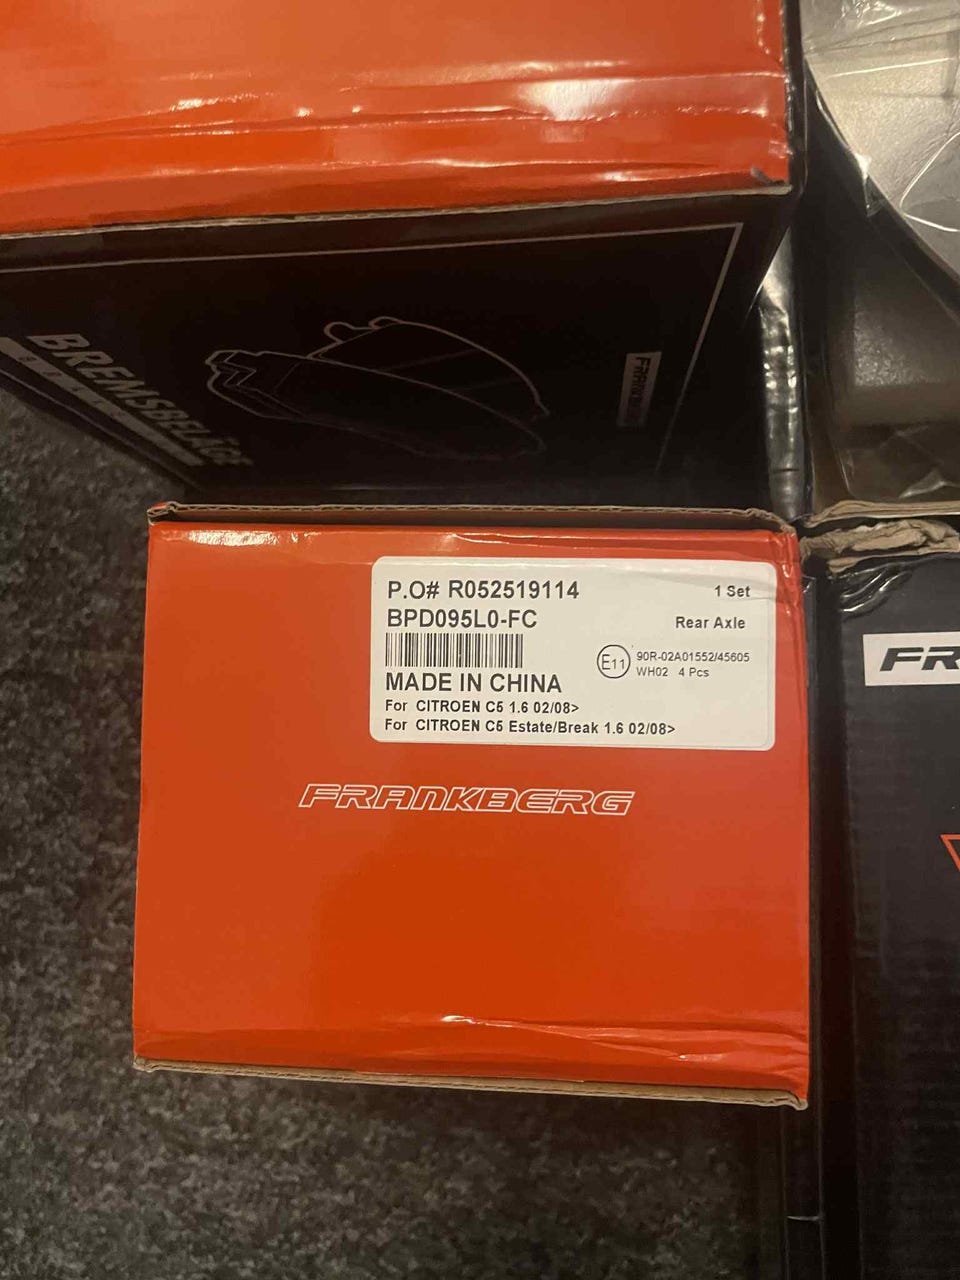 BREMSBELÄGE
P.O# R052519114
1 Set
BPD095L0-FC
Rear Axle
E11
90R-02A01552/45605
WH02 4 Pcs
MADE IN CHINA
For CITROEN C5 1.6 02/08>
For CITROEN C5 Estate/Break 1.6 02/08>
FRANKBERG
FR